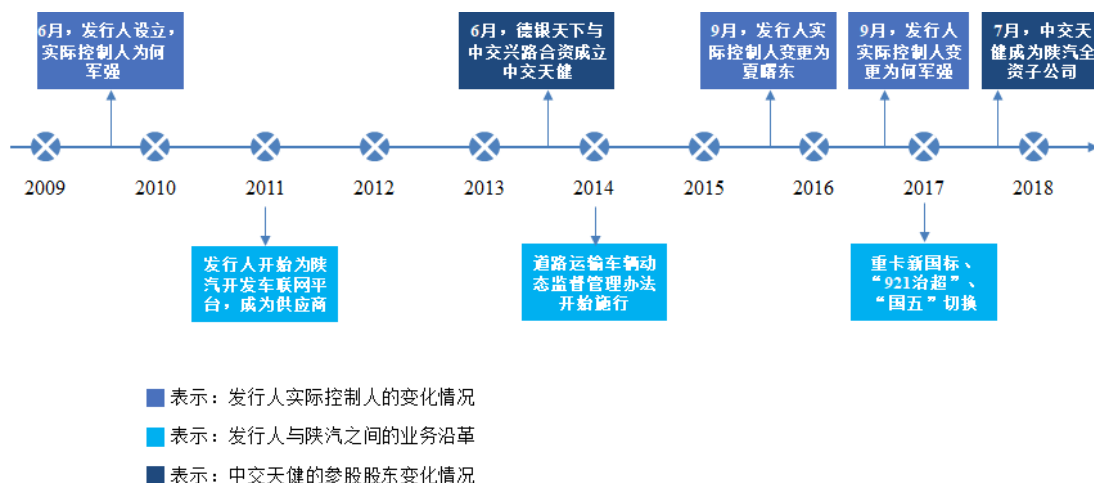 6月，发行人设立，
实际控制人为何
军强
6月，德银天下与
中交兴路合资成立
中交天健
9月，发行人实
际控制人变更为
夏曙东
9月，发行人
实际控制人变
更为何军强
7月，中交天
健成为陕汽全
资子公司
2009
2010
2011
2012
2013
2014
2015
2016
2017
2018
发行人开始为陕
汽开发车联网平
台，成为供应商
道路运输车辆动
态监督管理办法
开始施行
重卡新国标、
“921治超”、
“国五”切换
表示：发行人实际控制人的变化情况
表示：发行人与陕汽之间的业务沿革
表示：中交天健的参股股东变化情况